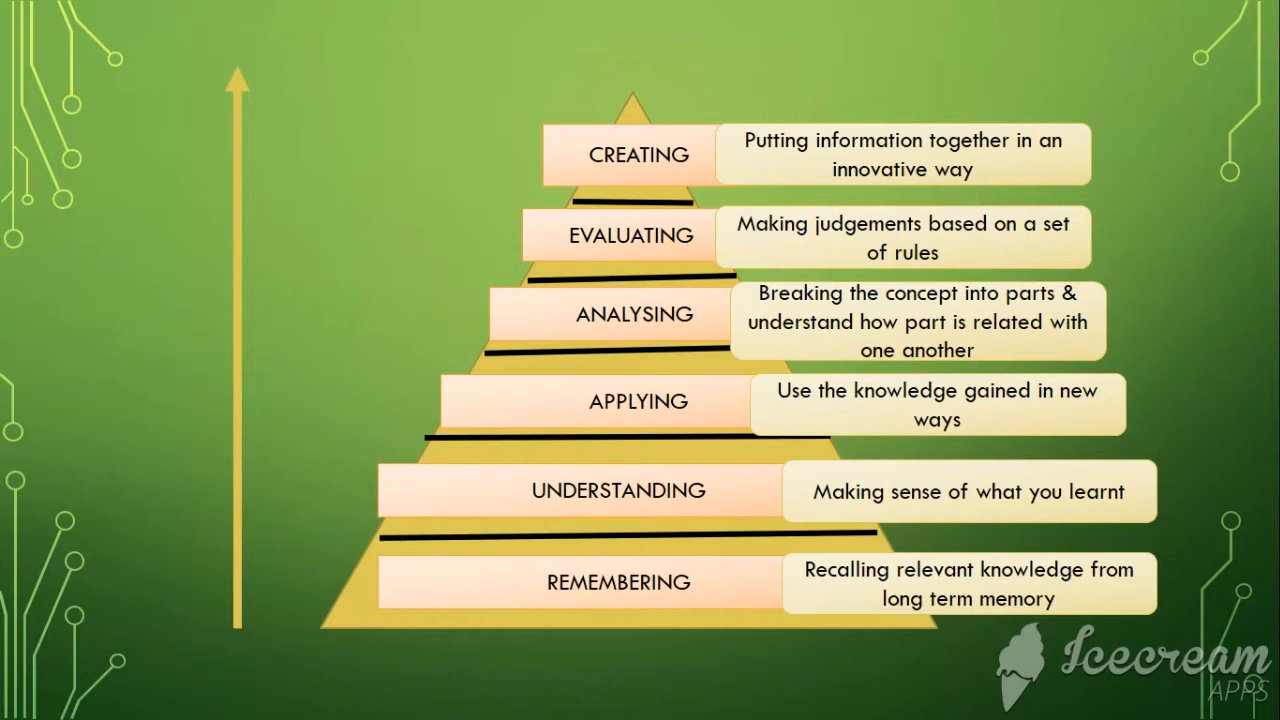 CREATING
Putting information together in an
innovative way
EVALUATING
Making judgements based on a set
of rules
ANALYSING
Breaking the concept into parts &
understand how part is related with
one another
APPLYING
Use the knowledge gained in new
ways
UNDERSTANDING
Making sense of what you learnt
REMEMBERING
Recalling relevant knowledge from
long term memory
Icecream
APPS